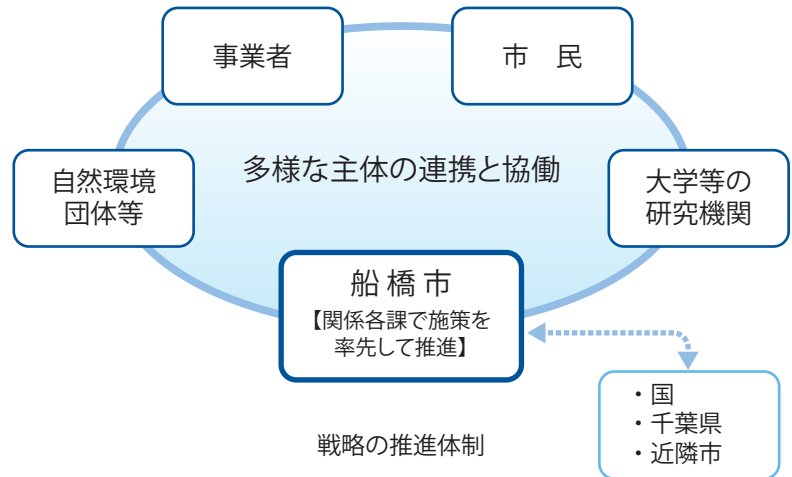 事業者
市　民
多様な主体の連携と協働
自然環境
団体等
大学等の
研究機関
船橋市
【関係各課で施策を
率先して推進】
・国
・千葉県
・近隣市
戦略の推進体制